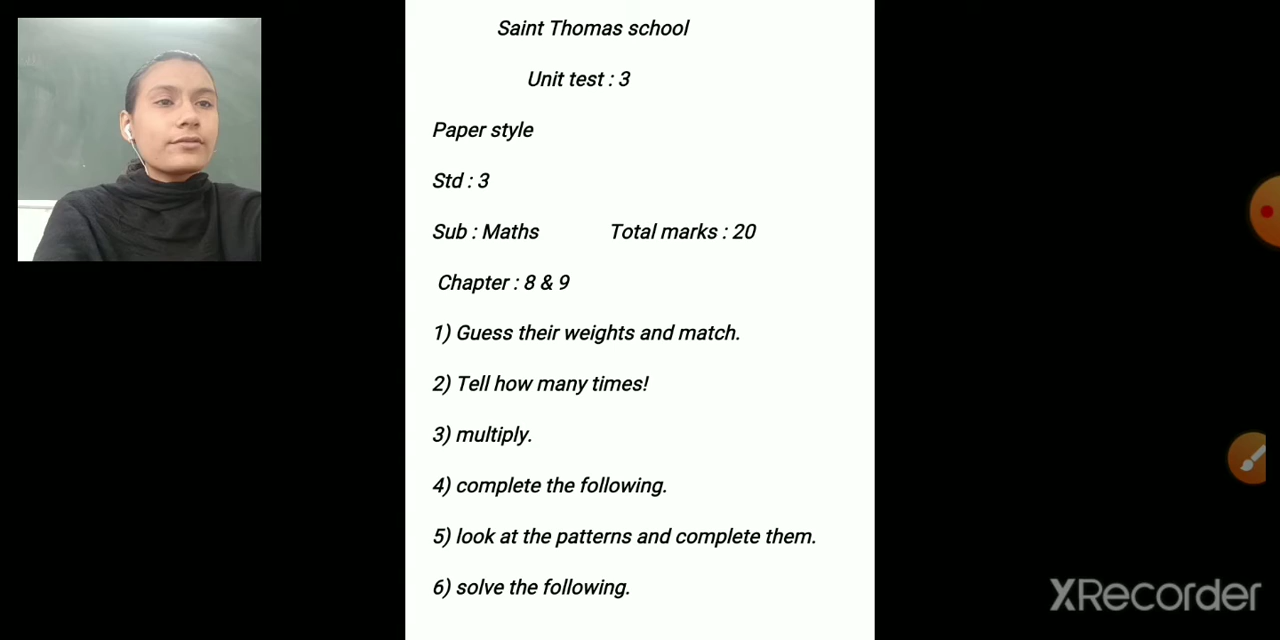 Saint Thomas school
Unit test : 3
Paper style
Std : 3
Sub : Maths Total marks : 20
Chapter : 8 & 9
1) Guess their weights and match.
2) Tell how many times!
3) multiply.
4) complete the following.
5) look at the patterns and complete them.
6) solve the following.
XRecorder